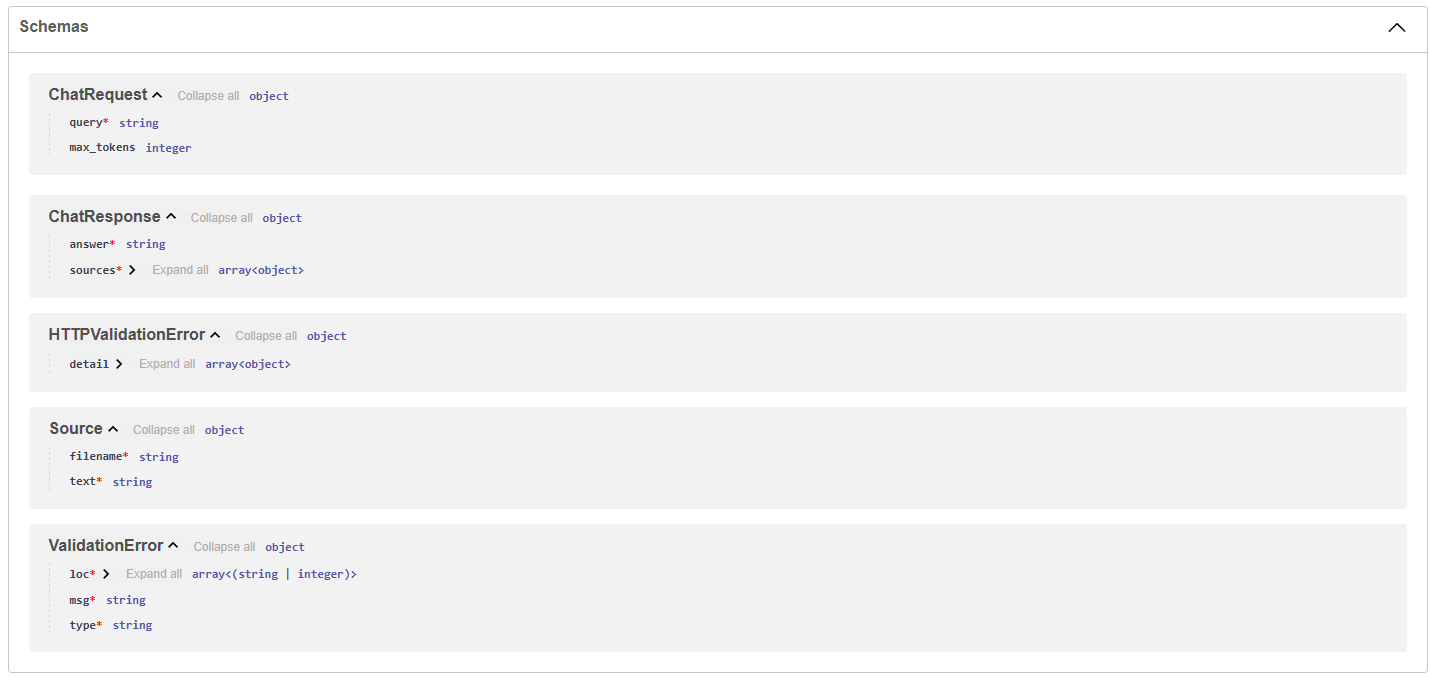 Schemas
ChatRequest Collapse all object
query* string
max_tokens integer
ChatResponse Collapse all object
answer* string
sources* Expand all array<object>
HTTPValidationError Collapse all object
detail Expand all array<object>
Source Collapse all object
filename* string
text* string
ValidationError Collapse all object
loc* Expand all array<(string | integer)>
msg* string
type* string